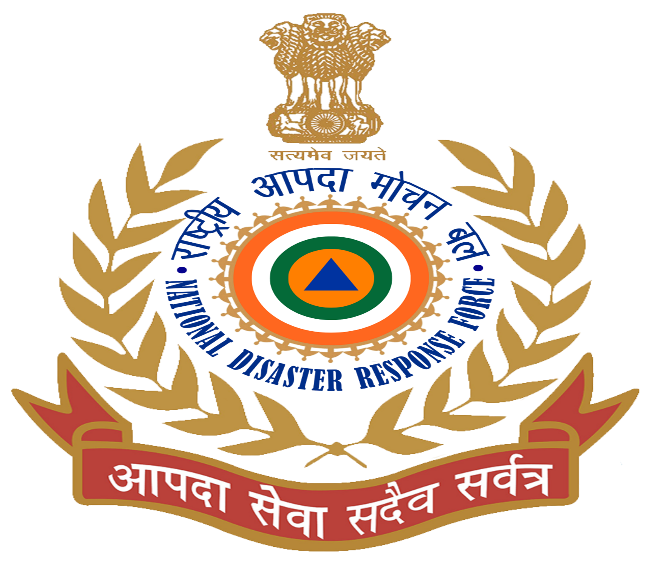 सत्यमेव जयते
राष्ट्रीय आपदा मोचन बल
NATIONAL DISASTER RESPONSE FORCE
आपदा सेवा सदैव सर्वत्र